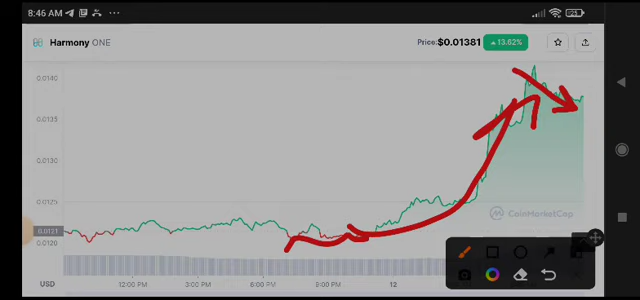 8:46 AM
Harmony ONE
Price:$0.01381 ▲ 13.62%
0.0140
0.0135
0.0130
0.0125
0.0121
0.0120
CoinMarketCap
USD 12:00 PM 3:00 PM 6:00 PM 9:00 PM 12